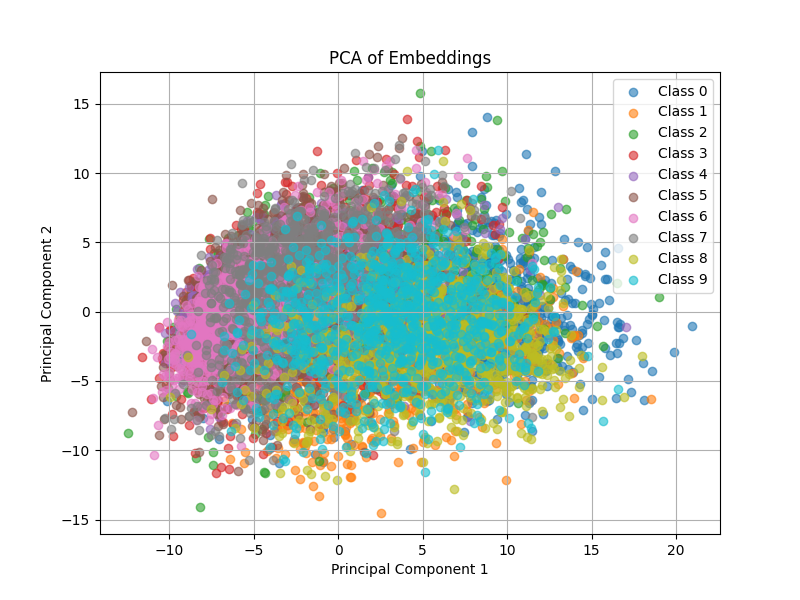 PCA of Embeddings
Class 0
Class 1
Class 2
Class 3
Class 4
Class 5
Class 6
Class 7
Class 8
Class 9
15
10
5
0
−5
−10
−15
Principal Component 2
−10
−5
0
5
10
15
20
Principal Component 1